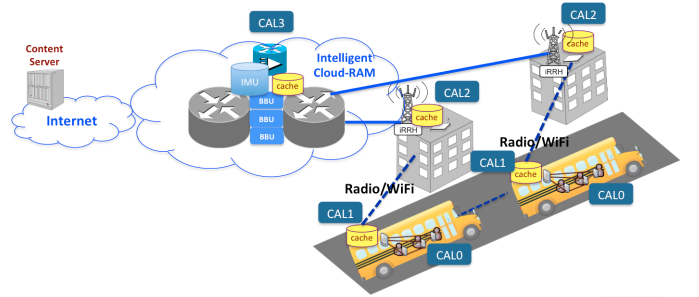 Content
Server
Internet
CAL3
Intelligent
Cloud-RAM
IMU
cache
BBU
BBU
BBU
CAL2
cache
iRRH
CAL2
cache
iRRH
Radio/WiFi
CAL1
cache
CAL0
Radio/WiFi
CAL1
cache
CAL0